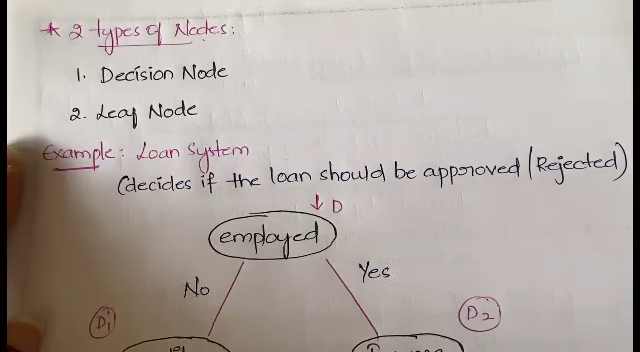 * 2 types of Nodes:
1. Decision Node
2. Leaf Node
Example: Loan System
(decides if the loan should be approved/Rejected)
↓ D
employed
No
Yes
D1
D2